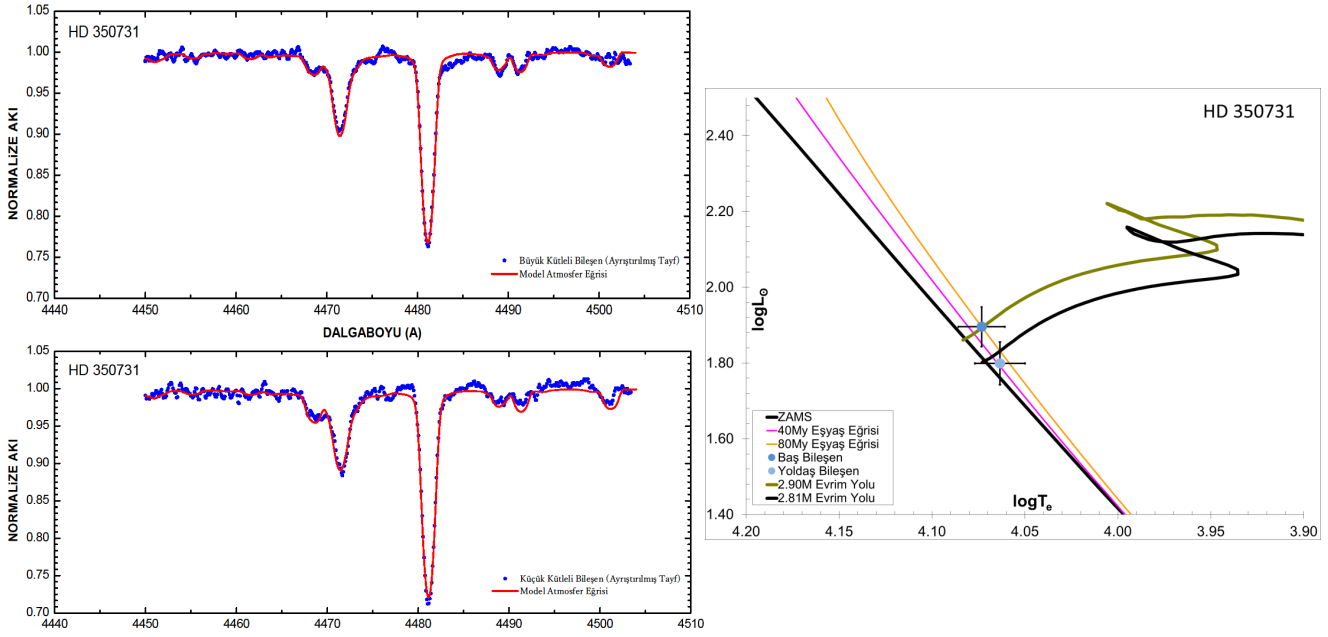 HD 350731
NORMALİZE AKI
1.05
1.00
0.95
0.90
0.85
0.80
0.75
0.70
Büyük Kütleli Bileşen (Ayrıştırılmış Tayf)
Model Atmosfer Eğrisi
4440 4450 4460 4470 4480 4490 4500 4510
DALGABOYU (A)
HD 350731
NORMALİZE AKI
1.05
1.00
0.95
0.90
0.85
0.80
0.75
0.70
Küçük Kütleli Bileşen (Ayrıştırılmış Tayf)
Model Atmosfer Eğrisi
4440 4450 4460 4470 4480 4490 4500 4510
HD 350731
2.40
2.20
2.00
1.80
1.60
1.40
logL⊙
ZAMS
40My Eşyaş Eğrisi
80My Eşyaş Eğrisi
Baş Bileşen
Yoldaş Bileşen
2.90M Evrim Yolu
2.81M Evrim Yolu
logTe
4.20 4.15 4.10 4.05 4.00 3.95 3.90